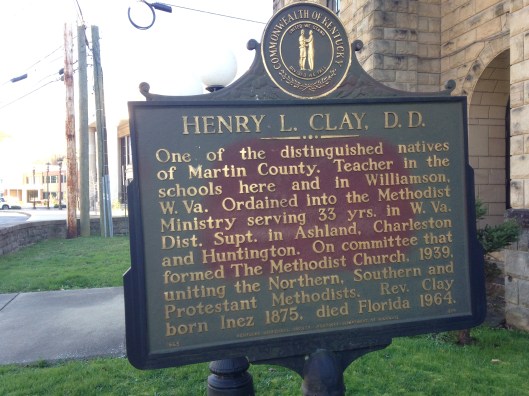 COMMONWEALTH OF KENTUCKY
HENRY L. CLAY, D. D.
One of the distinguished natives
of Martin County. Teacher in the
schools here and in Williamson,
W. Va. Ordained into the Methodist
Ministry serving 33 yrs. in W. Va.
Dist. Supt. in Ashland, Charleston
and Huntington. On committee that
formed The Methodist Church, 1939,
uniting the Northern, Southern and
Protestant Methodists. Rev. Clay
born Inez 1875, died Florida 1964.